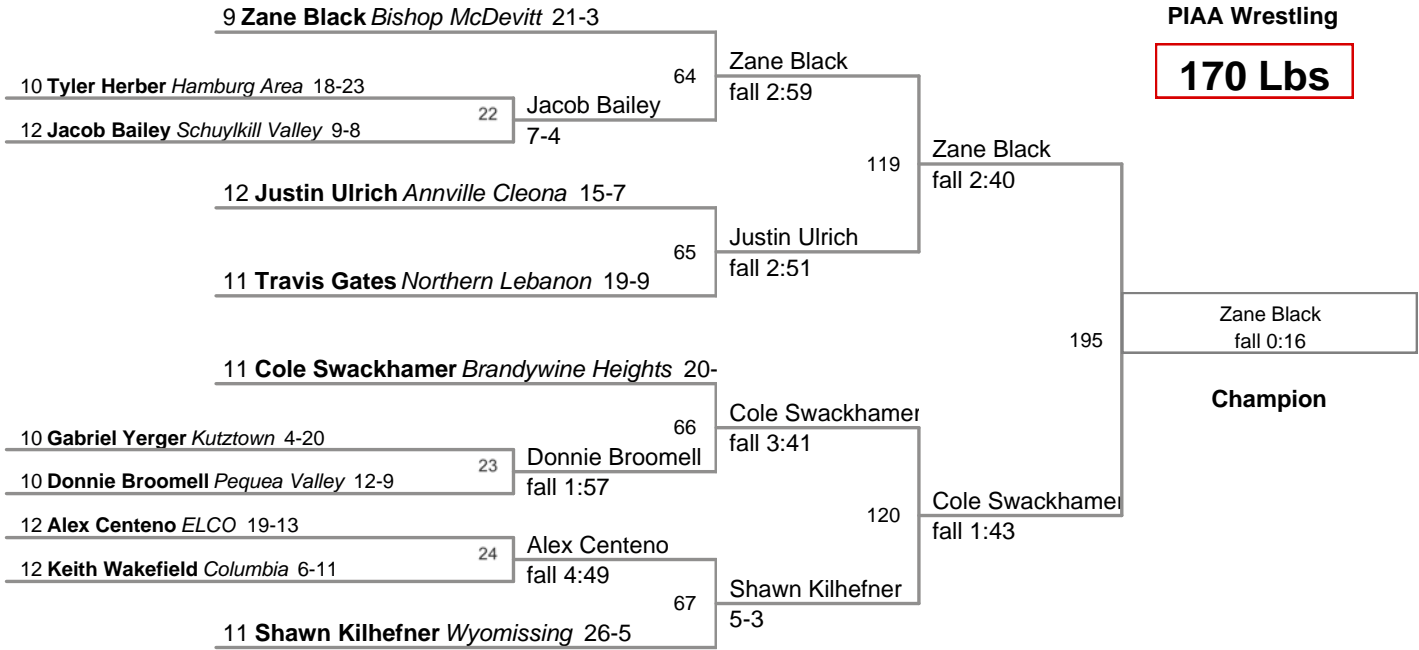 9 Zane Black Bishop McDevitt 21-3
PIAA Wrestling
170 Lbs
64
Zane Black
fall 2:59
10 Tyler Herber Hamburg Area 18-23
22
Jacob Bailey
7-4
12 Jacob Bailey Schuylkill Valley 9-8
119
Zane Black
fall 2:40
12 Justin Ulrich Annville Cleona 15-7
65
Justin Ulrich
fall 2:51
11 Travis Gates Northern Lebanon 19-9
195
Zane Black
fall 0:16
Champion
11 Cole Swackhamer Brandywine Heights 20-
66
Cole Swackhamer
fall 3:41
10 Gabriel Yerger Kutztown 4-20
23
Donnie Broomell
fall 1:57
10 Donnie Broomell Pequea Valley 12-9
120
Cole Swackhamer
fall 1:43
12 Alex Centeno ELCO 19-13
24
Alex Centeno
fall 4:49
12 Keith Wakefield Columbia 6-11
67
Shawn Kilhefner
5-3
11 Shawn Kilhefner Wyomissing 26-5